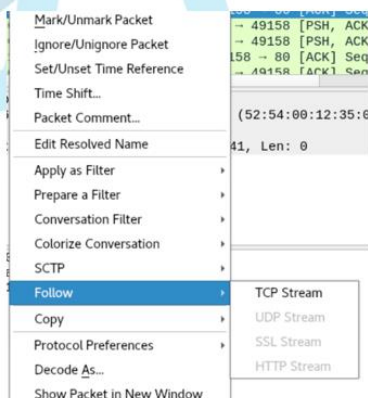 Mark/Unmark Packet
Ignore/Unignore Packet
Set/Unset Time Reference
Time Shift...
Packet Comment...
Edit Resolved Name
Apply as Filter
Prepare a Filter
Conversation Filter
Colorize Conversation
SCTP
Follow
Copy
Protocol Preferences
Decode As...
Show Packet in New Window
→ 49158 [PSH, ACK
→ 49158 [PSH, ACK
158 → 80 [ACK] Seq
→ 49158 [ACK] Seq
(52:54:00:12:35:0
41, Len: 0
TCP Stream
UDP Stream
SSL Stream
HTTP Stream